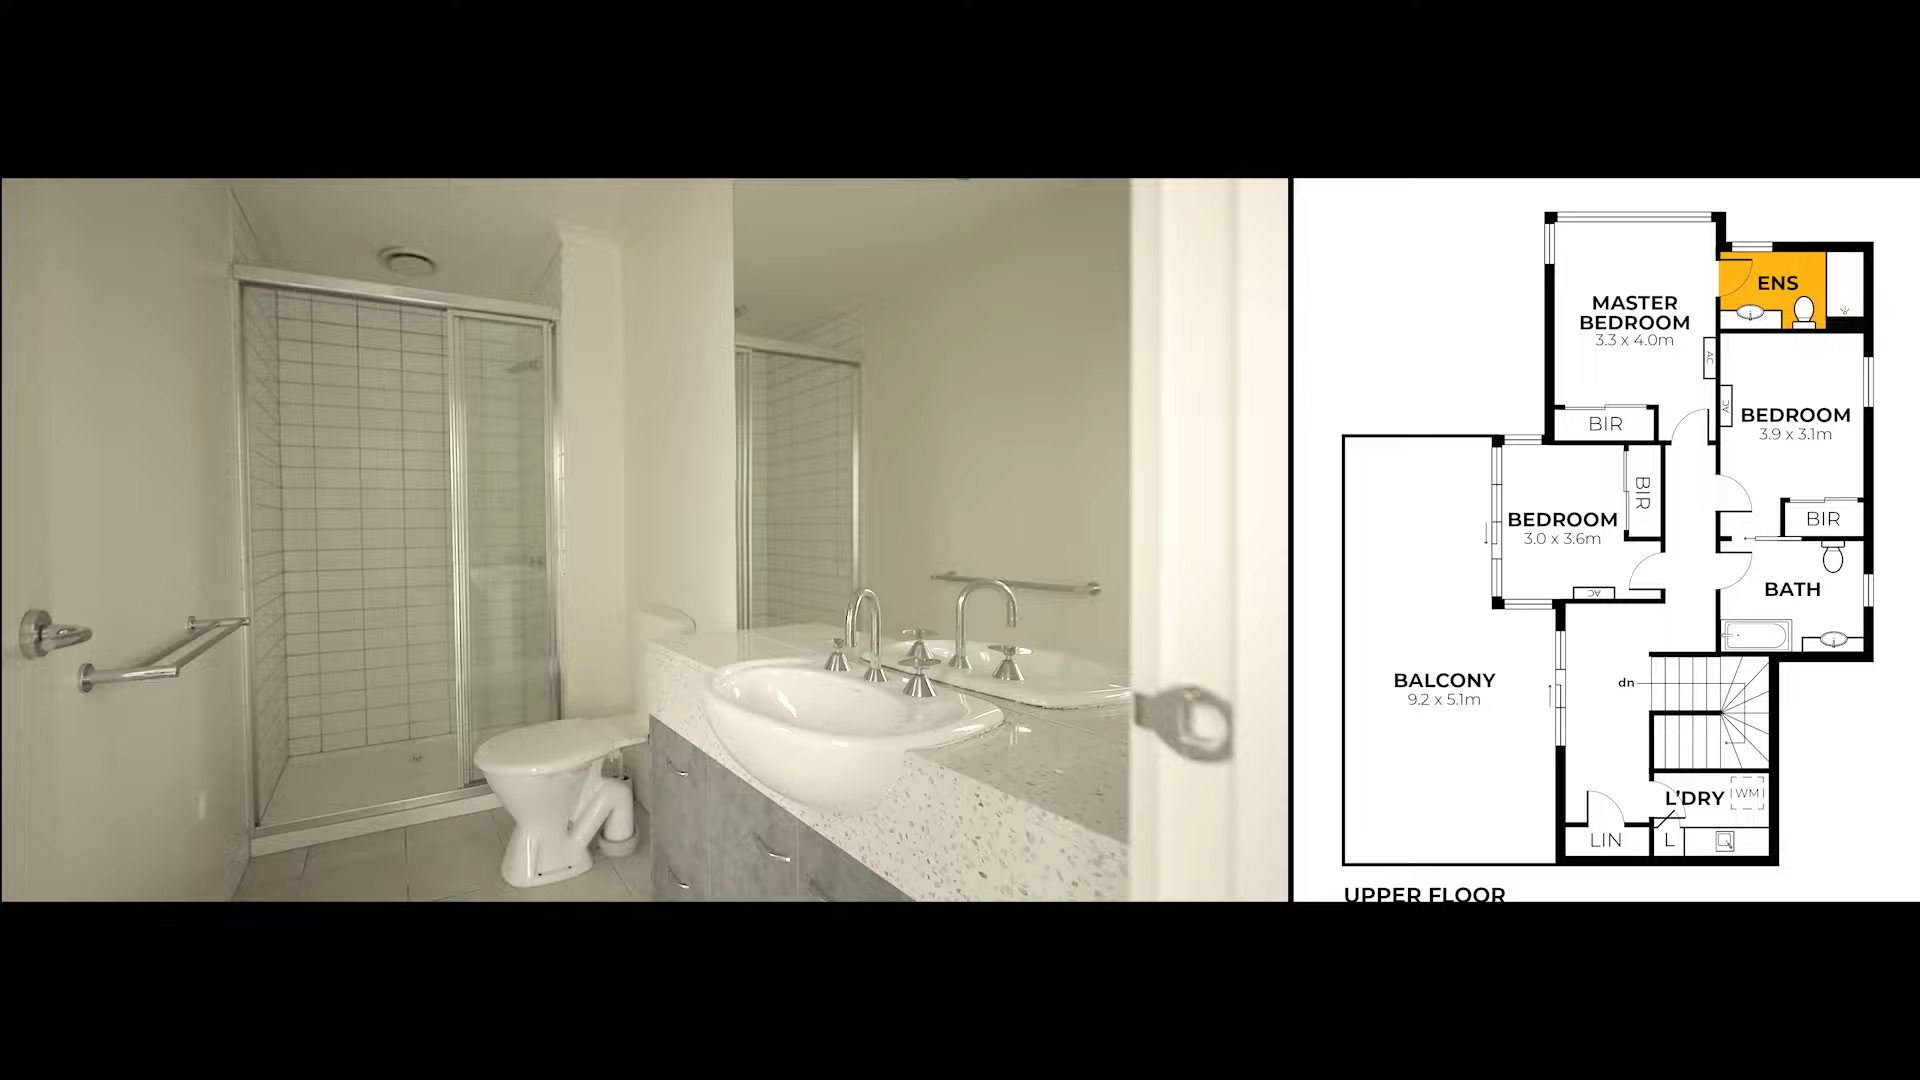 ENS
MASTER
BEDROOM
3.3 x 4.0m
AC
AC
BEDROOM
3.9 x 3.1m
BIR
BIR
BEDROOM
3.0 x 3.6m
BIR
AC
BATH
BALCONY
9.2 x 5.1m
dn
L'DRY
WM
LIN
L
UPPER FLOOR